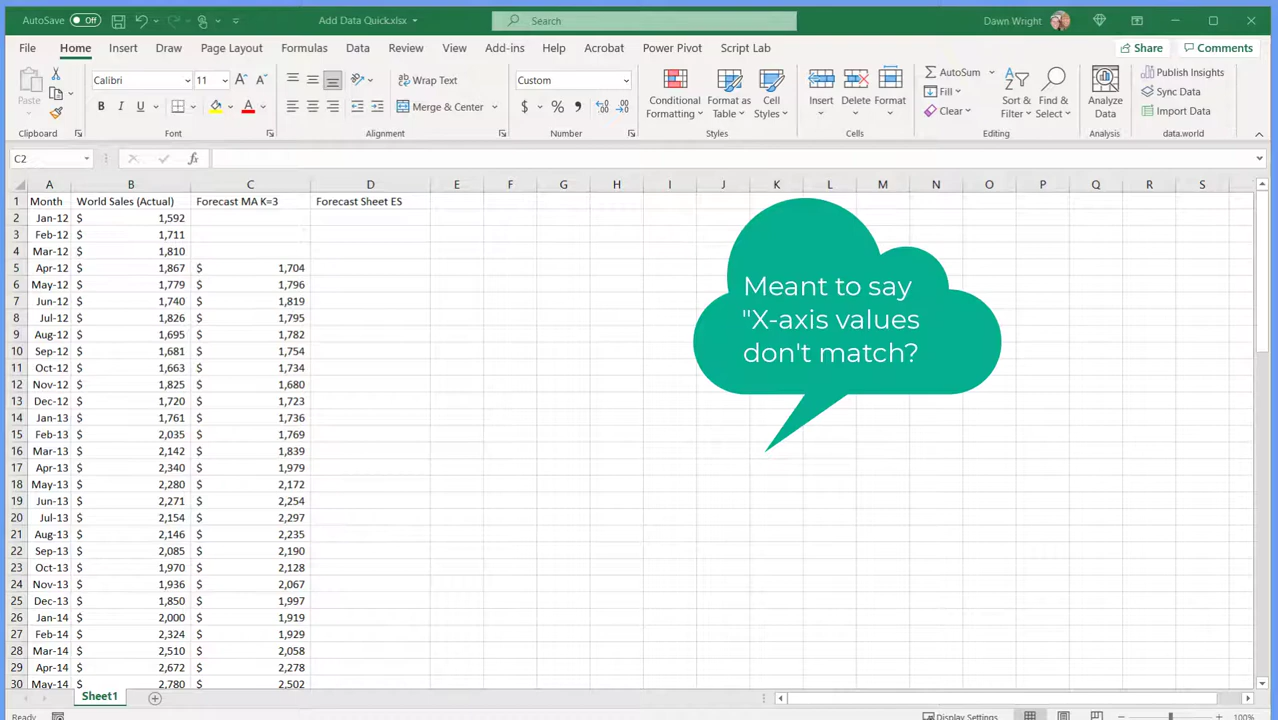 AutoSave Off Add Data Quick.xlsx Search Dawn Wright
File Home Insert Draw Page Layout Formulas Data Review View Add-ins Help Acrobat Power Pivot Script Lab Share Comments
Paste Calibri 11 Wrap Text Custom Conditional Formatting Format as Table Cell Styles Insert Delete Format AutoSum Fill Clear Sort & Filter Find & Select Analyze Data Publish Insights Sync Data Import Data
B I U Merge & Center $ %
Clipboard Font Alignment Number Styles Cells Editing Analysis data.world
C2 fx
A B C D E F G H I J K L M N O P Q R S
1 Month World Sales (Actual) Forecast MA K=3 Forecast Sheet ES
2 Jan-12 $ 1,592
3 Feb-12 $ 1,711
4 Mar-12 $ 1,810
5 Apr-12 $ 1,867 $ 1,704
6 May-12 $ 1,779 $ 1,796
7 Jun-12 $ 1,740 $ 1,819
8 Jul-12 $ 1,826 $ 1,795
9 Aug-12 $ 1,695 $ 1,782
10 Sep-12 $ 1,681 $ 1,754
11 Oct-12 $ 1,663 $ 1,734
12 Nov-12 $ 1,825 $ 1,680
13 Dec-12 $ 1,720 $ 1,723
14 Jan-13 $ 1,761 $ 1,736
15 Feb-13 $ 2,035 $ 1,769
16 Mar-13 $ 2,142 $ 1,839
17 Apr-13 $ 2,340 $ 1,979
18 May-13 $ 2,280 $ 2,172
19 Jun-13 $ 2,271 $ 2,254
20 Jul-13 $ 2,154 $ 2,297
21 Aug-13 $ 2,146 $ 2,235
22 Sep-13 $ 2,085 $ 2,190
23 Oct-13 $ 1,970 $ 2,128
24 Nov-13 $ 1,936 $ 2,067
25 Dec-13 $ 1,850 $ 1,997
26 Jan-14 $ 2,000 $ 1,919
27 Feb-14 $ 2,324 $ 1,929
28 Mar-14 $ 2,510 $ 2,058
29 Apr-14 $ 2,672 $ 2,278
30 May-14 $ 2,780 $ 2,502
Meant to say
"X-axis values
don't match?
Sheet1
Ready Display Settings 100%